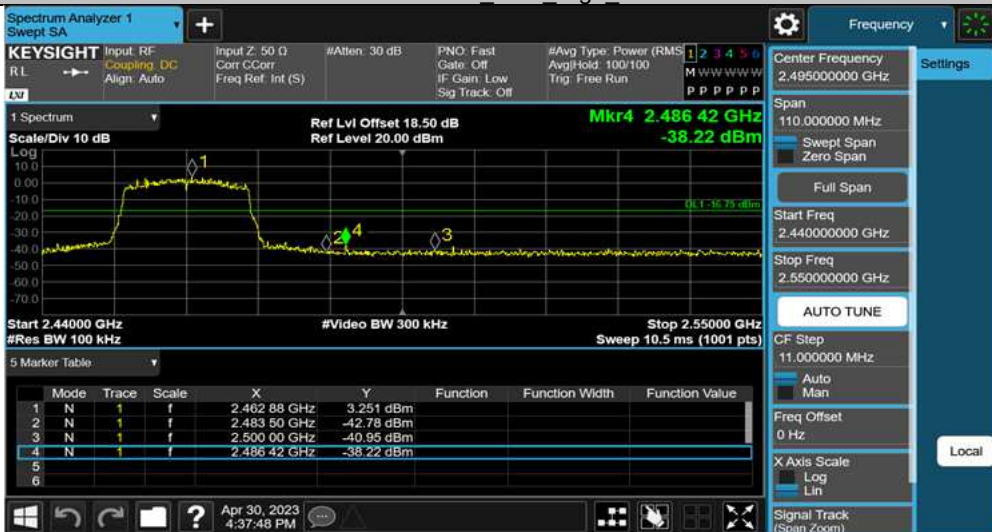 Spectrum Analyzer 1
Swept SA
+
Frequency
KEYSIGHT
RL
LXI
Input: RF
Coupling: DC
Align: Auto
Input Z: 50 Ω
Corr CCorr
Freq Ref: Int (S)
#Atten: 30 dB
PNO: Fast
Gate: Off
IF Gain: Low
Sig Track: Off
#Avg Type: Power (RMS
Avg|Hold: 100/100
Trig: Free Run
1 2 3 4 5 6
M W W W W W
P P P P P P
1 Spectrum
Scale/Div 10 dB
Ref Lvl Offset 18.50 dB
Ref Level 20.00 dBm
Mkr4 2.486 42 GHz
-38.22 dBm
Log
10.0
0.00
-10.0
-20.0
-30.0
-40.0
-50.0
-60.0
-70.0
1
2
4
3
DL1 -16.75 dBm
Start 2.44000 GHz
#Res BW 100 kHz
#Video BW 300 kHz
Stop 2.55000 GHz
Sweep 10.5 ms (1001 pts)
5 Marker Table
Mode Trace Scale X Y Function Function Width Function Value
1 N 1 f 2.462 88 GHz 3.251 dBm
2 N 1 f 2.483 50 GHz -42.78 dBm
3 N 1 f 2.500 00 GHz -40.95 dBm
4 N 1 f 2.486 42 GHz -38.22 dBm
5
6
Center Frequency
2.495000000 GHz
Span
110.000000 MHz
Swept Span
Zero Span
Full Span
Start Freq
2.440000000 GHz
Stop Freq
2.550000000 GHz
AUTO TUNE
CF Step
11.000000 MHz
Auto
Man
Freq Offset
0 Hz
X Axis Scale
Log
Lin
Signal Track
(Span Zoom)
Settings
Local
?
Apr 30, 2023
4:37:48 PM